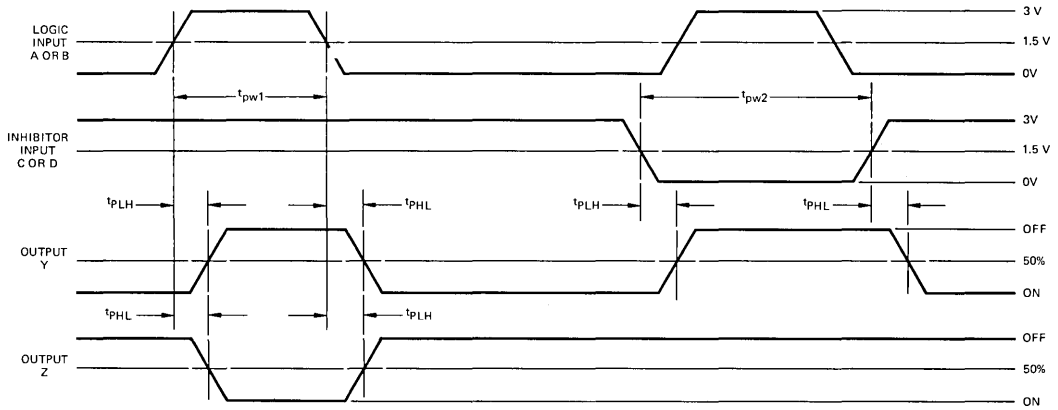 LOGIC
INPUT
A OR B
3 V
1.5 V
0V
tpw1
tpw2
INHIBITOR
INPUT
C OR D
3V
1.5 V
0V
tPLH
tPHL
tPLH
tPHL
OUTPUT
Y
OFF
50%
ON
tPHL
tPLH
OUTPUT
Z
OFF
50%
ON